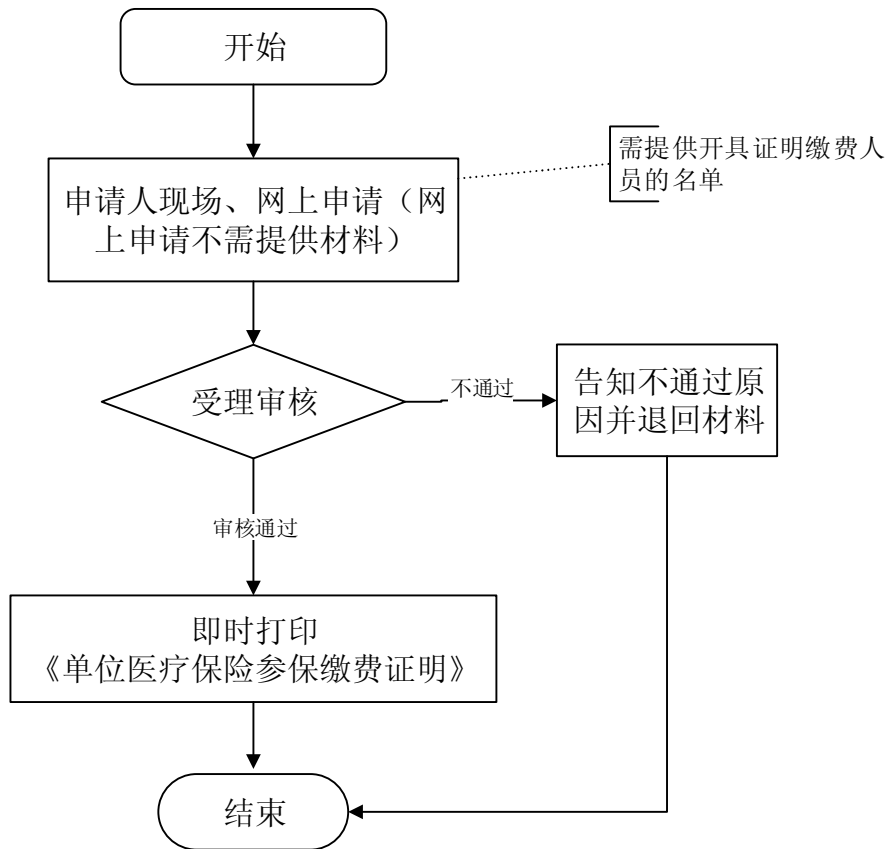 开始
需提供开具证明缴费人
员的名单
申请人现场、网上申请（网
上申请不需提供材料）
受理审核
不通过
告知不通过原
因并退回材料
审核通过
即时打印
《单位医疗保险参保缴费证明》
结束